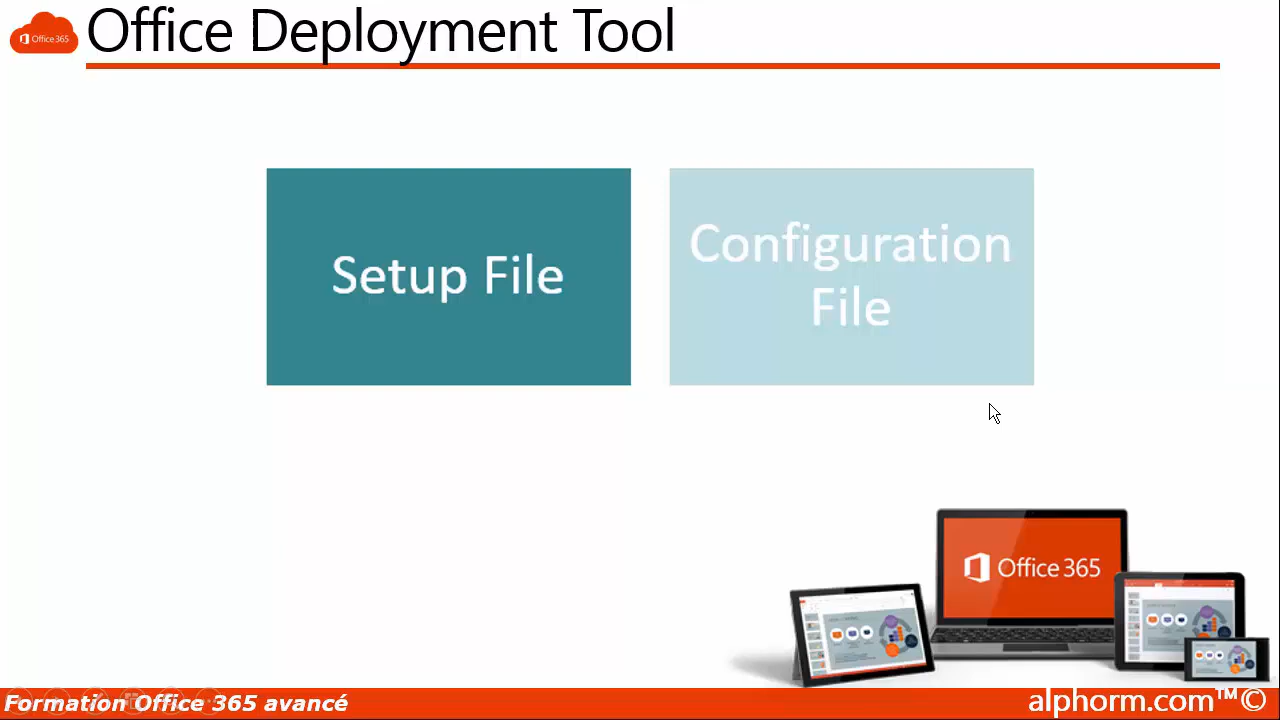 Office 365
Office Deployment Tool
Setup File
Configuration
File
Office 365
Formation Office 365 avancé
alphorm.com™©